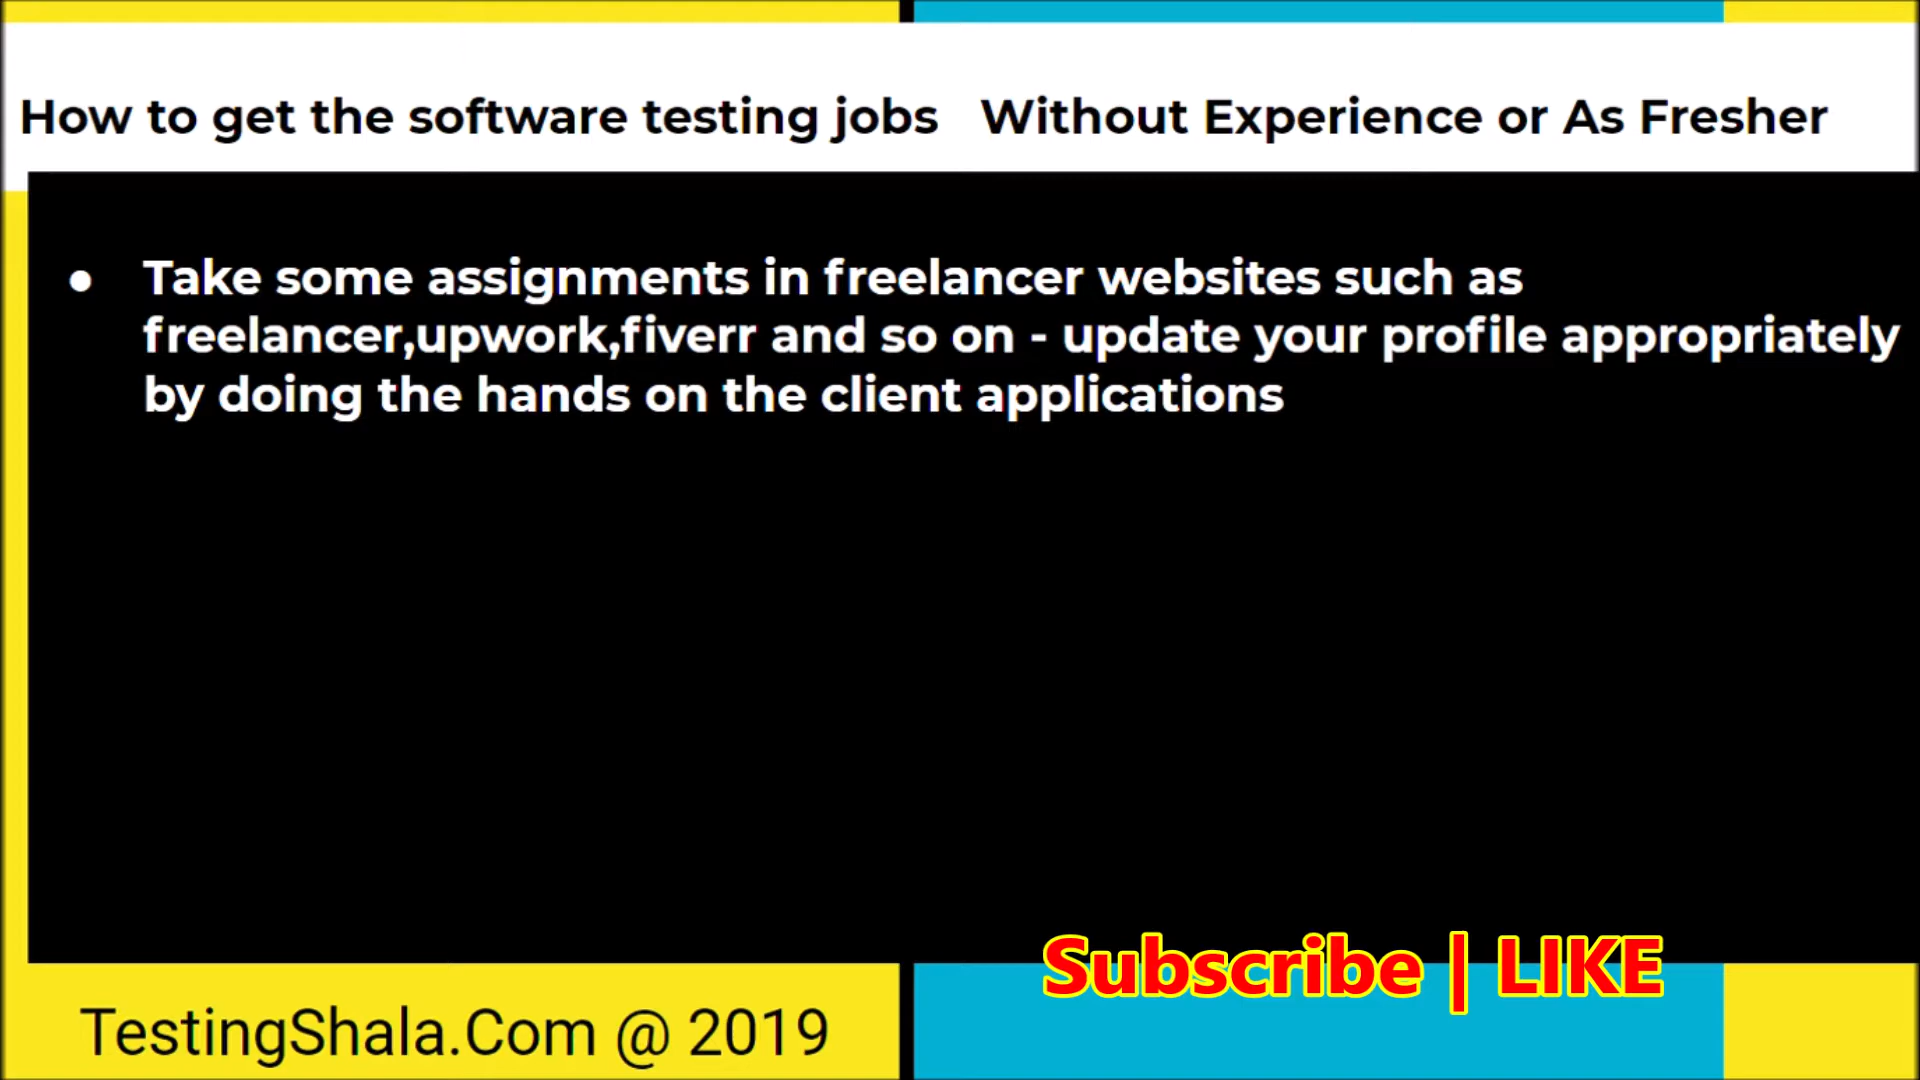 How to get the software testing jobs   Without Experience or As Fresher
● Take some assignments in freelancer websites such as
freelancer,upwork,fiverr and so on - update your profile appropriately
by doing the hands on the client applications
Subscribe | LIKE
TestingShala.Com @ 2019